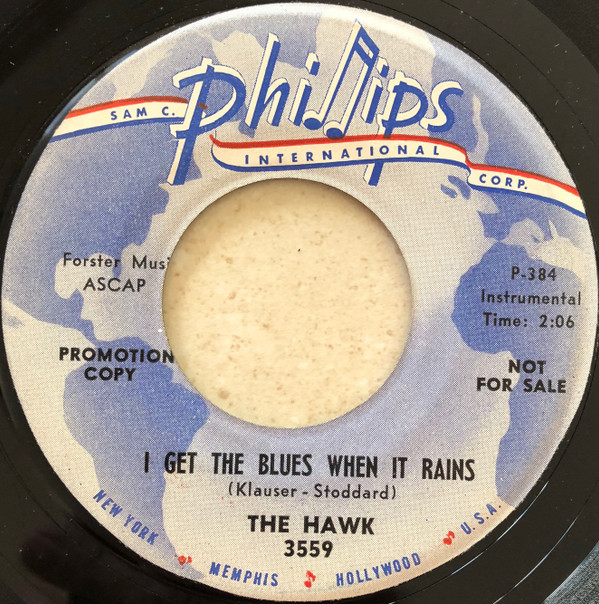 SAM C.
Phillips
INTERNATIONAL
CORP.
Forster Musi
ASCAP
P-384
Instrumental
Time: 2:06
PROMOTION
COPY
NOT
FOR SALE
I GET THE BLUES WHEN IT RAINS
(Klauser - Stoddard)
THE HAWK
3559
NEW YORK MEMPHIS HOLLYWOOD U.S.A.